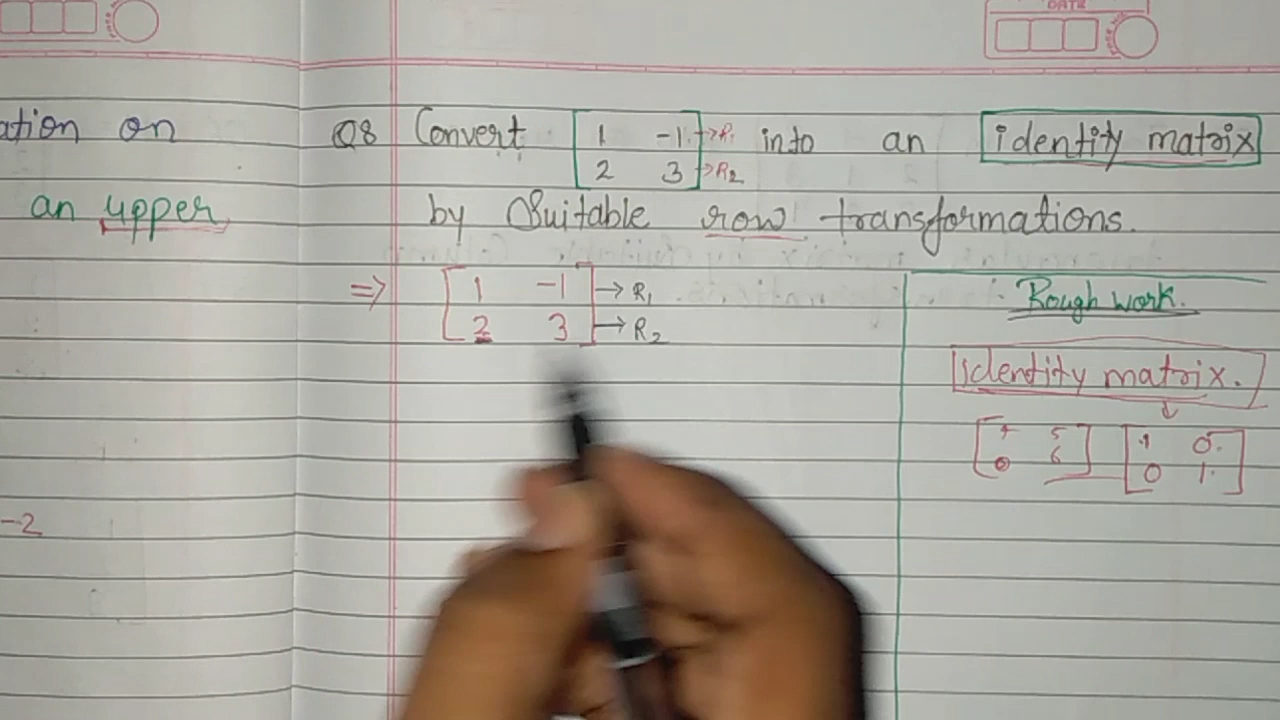 DATE
ation on
an upper
-2
Q8 Convert [ 1 -1 → R1 into an identity matrix
2 3 ] → R2
by Suitable row transformations.
⇒ [ 1 -1 → R1
2 3 ] → R2
Rough work.
identity matrix.
↓
5 1 0.
0 6 0 1.